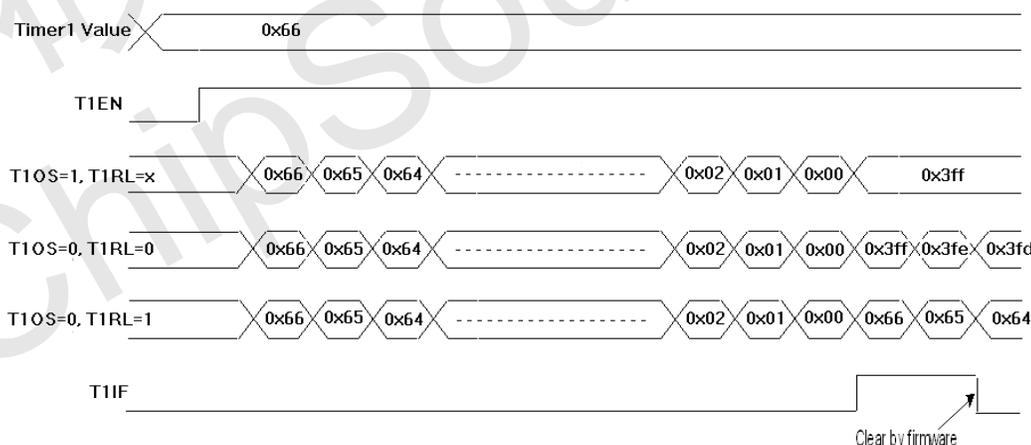 Timer1 Value 0x66
T1EN
T1OS=1, T1RL=x 0x66 0x65 0x64 0x02 0x01 0x00 0x3ff
T1OS=0, T1RL=0 0x66 0x65 0x64 0x02 0x01 0x00 0x3ff 0x3fe 0x3fd
T1OS=0, T1RL=1 0x66 0x65 0x64 0x02 0x01 0x00 0x66 0x65 0x64
T1IF
Clear by firmware